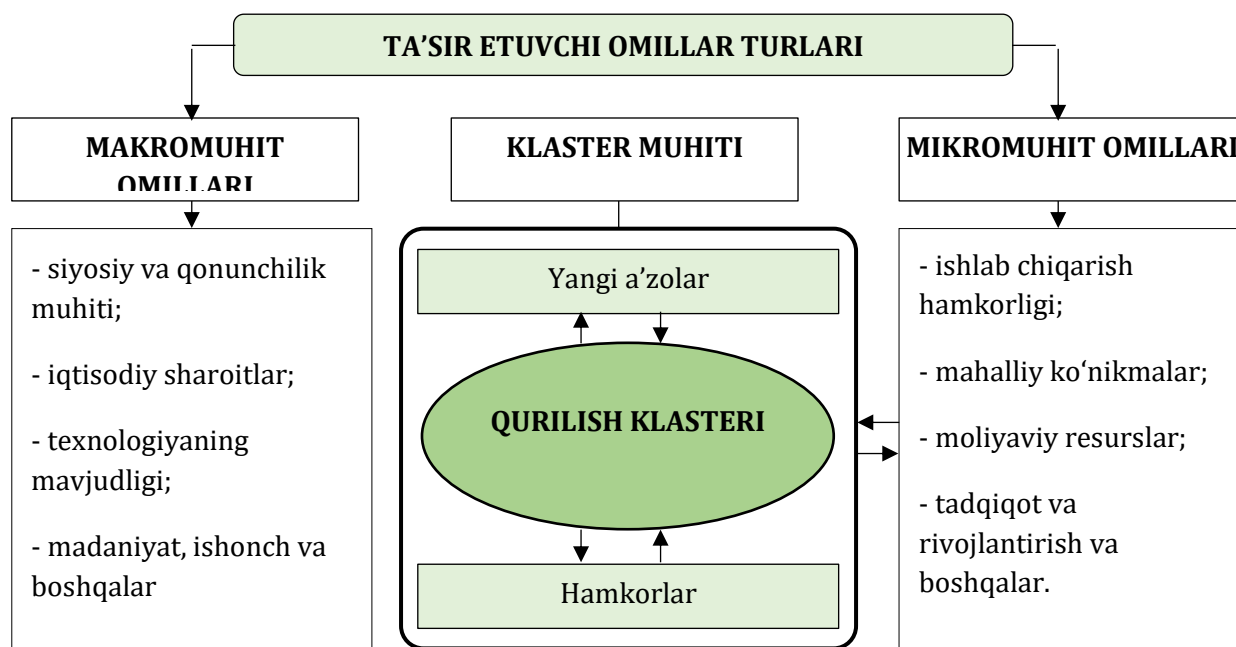 TA’SIR ETUVCHI OMILLAR TURLARI
MAKROMUHIT
OMILLARI
KLASTER MUHITI
MIKROMUHIT OMILLARI
- siyosiy va qonunchilik
muhiti;
- iqtisodiy sharoitlar;
- texnologiyaning
mavjudligi;
- madaniyat, ishonch va
boshqalar
Yangi a’zolar
QURILISH KLASTERI
Hamkorlar
- ishlab chiqarish
hamkorligi;
- mahalliy ko‘nikmalar;
- moliyaviy resurslar;
- tadqiqot va
rivojlantirish va
boshqalar.